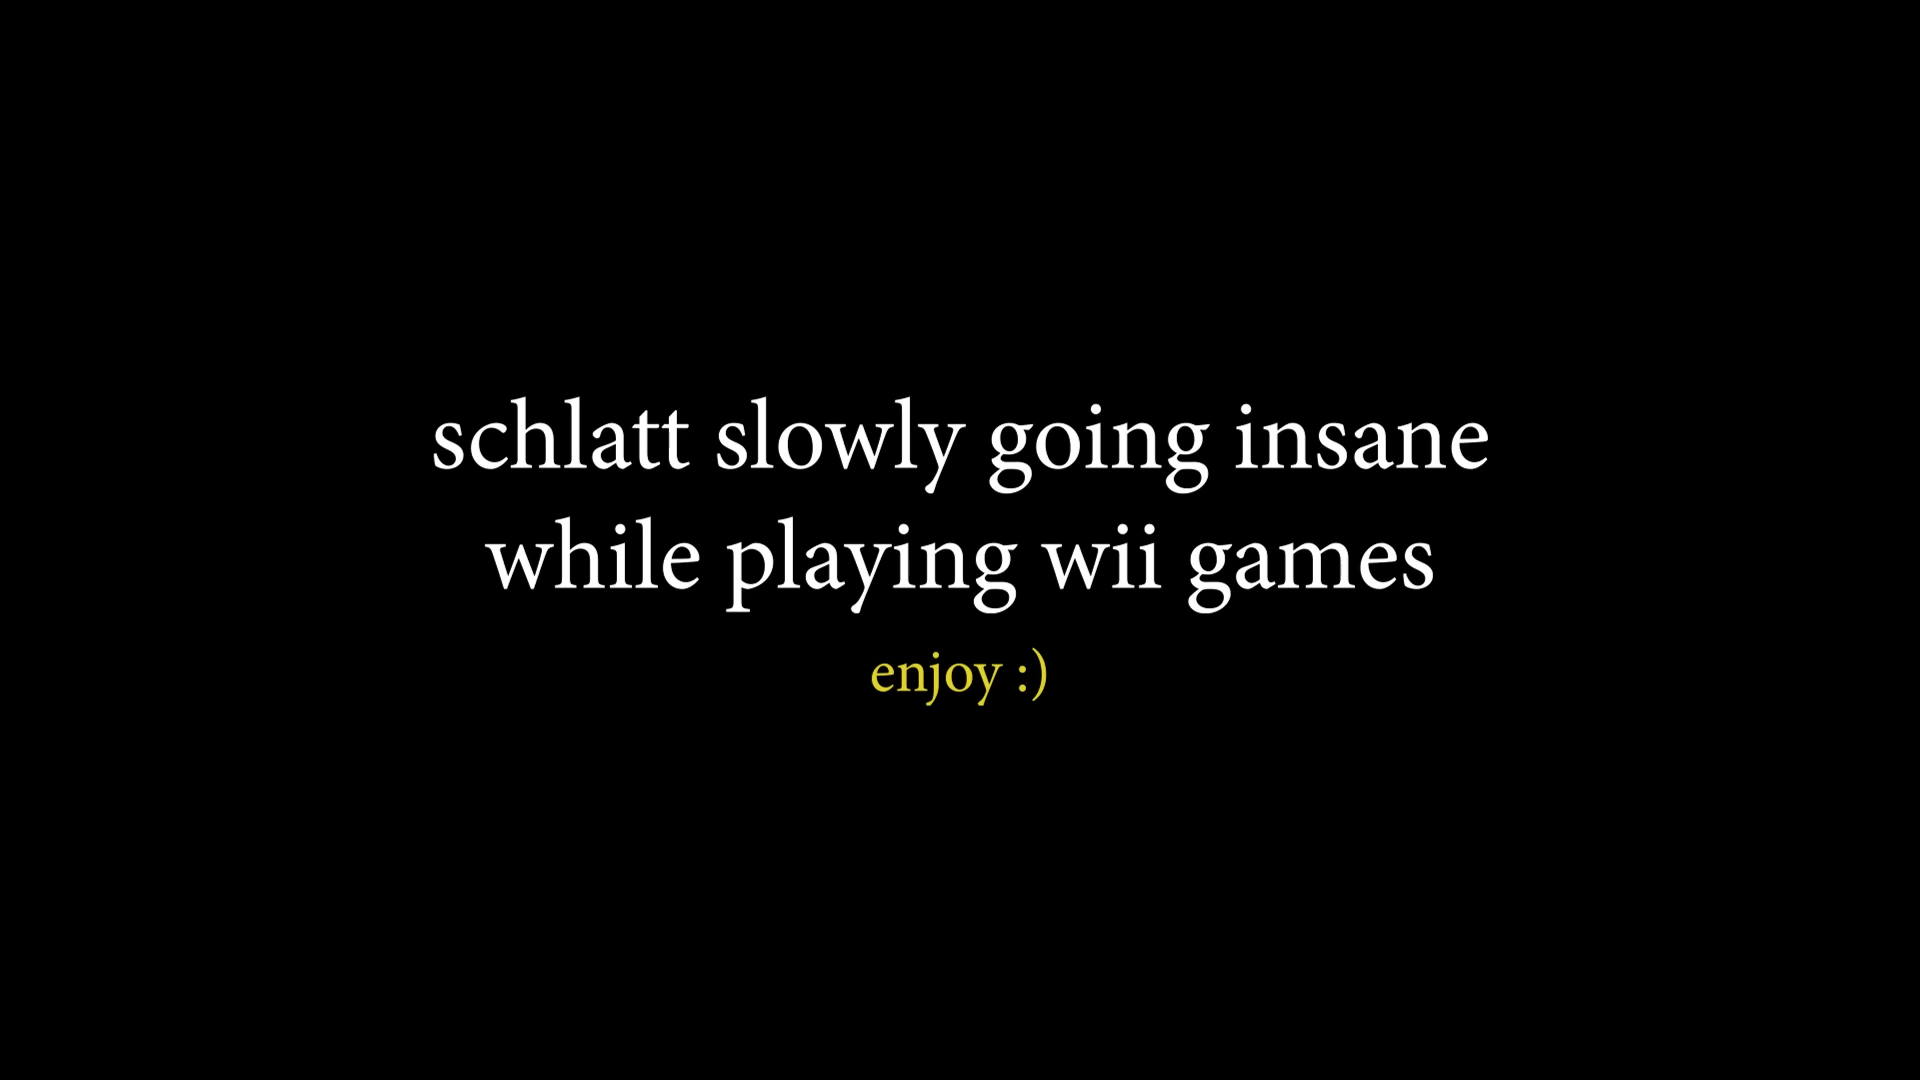 schlatt slowly going insane
while playing wii games
enjoy :)